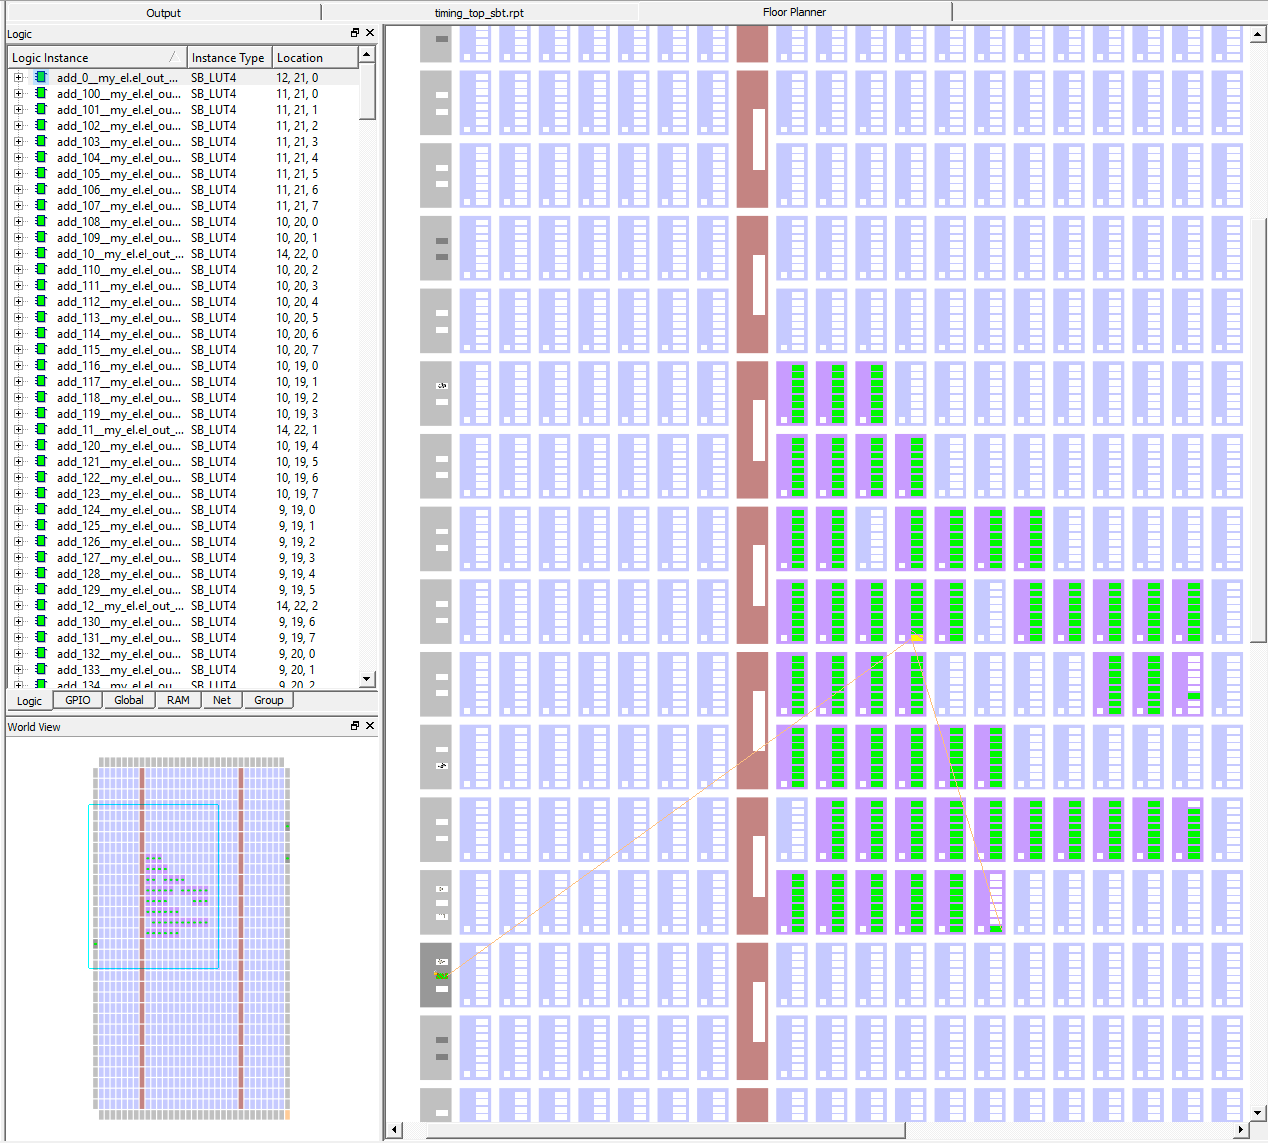 Output
timing_top_sbt.rpt
Floor Planner
Logic
Logic Instance Instance Type Location
add_0__my_el.el_out_... SB_LUT4 12, 21, 0
add_100__my_el.el_ou... SB_LUT4 11, 21, 0
add_101__my_el.el_ou... SB_LUT4 11, 21, 1
add_102__my_el.el_ou... SB_LUT4 11, 21, 2
add_103__my_el.el_ou... SB_LUT4 11, 21, 3
add_104__my_el.el_ou... SB_LUT4 11, 21, 4
add_105__my_el.el_ou... SB_LUT4 11, 21, 5
add_106__my_el.el_ou... SB_LUT4 11, 21, 6
add_107__my_el.el_ou... SB_LUT4 11, 21, 7
add_108__my_el.el_ou... SB_LUT4 10, 20, 0
add_109__my_el.el_ou... SB_LUT4 10, 20, 1
add_10__my_el.el_out_... SB_LUT4 14, 22, 0
add_110__my_el.el_ou... SB_LUT4 10, 20, 2
add_111__my_el.el_ou... SB_LUT4 10, 20, 3
add_112__my_el.el_ou... SB_LUT4 10, 20, 4
add_113__my_el.el_ou... SB_LUT4 10, 20, 5
add_114__my_el.el_ou... SB_LUT4 10, 20, 6
add_115__my_el.el_ou... SB_LUT4 10, 20, 7
add_116__my_el.el_ou... SB_LUT4 10, 19, 0
add_117__my_el.el_ou... SB_LUT4 10, 19, 1
add_118__my_el.el_ou... SB_LUT4 10, 19, 2
add_119__my_el.el_ou... SB_LUT4 10, 19, 3
add_11__my_el.el_out_... SB_LUT4 14, 22, 1
add_120__my_el.el_ou... SB_LUT4 10, 19, 4
add_121__my_el.el_ou... SB_LUT4 10, 19, 5
add_122__my_el.el_ou... SB_LUT4 10, 19, 6
add_123__my_el.el_ou... SB_LUT4 10, 19, 7
add_124__my_el.el_ou... SB_LUT4 9, 19, 0
add_125__my_el.el_ou... SB_LUT4 9, 19, 1
add_126__my_el.el_ou... SB_LUT4 9, 19, 2
add_127__my_el.el_ou... SB_LUT4 9, 19, 3
add_128__my_el.el_ou... SB_LUT4 9, 19, 4
add_129__my_el.el_ou... SB_LUT4 9, 19, 5
add_12__my_el.el_out_... SB_LUT4 14, 22, 2
add_130__my_el.el_ou... SB_LUT4 9, 19, 6
add_131__my_el.el_ou... SB_LUT4 9, 19, 7
add_132__my_el.el_ou... SB_LUT4 9, 20, 0
add_133__my_el.el_ou... SB_LUT4 9, 20, 1
add_134__my_el.el_ou... SB_LUT4 9, 20, 2
Logic GPIO Global RAM Net Group
World View